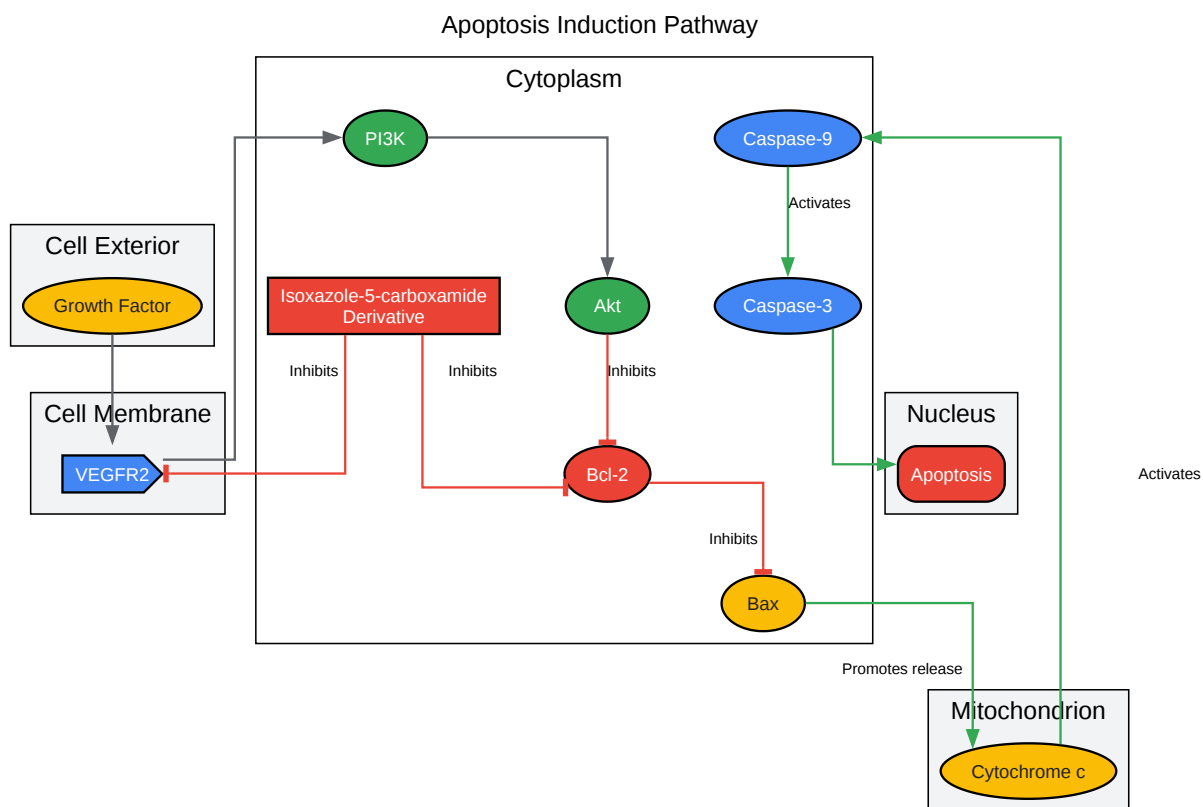 Apoptosis Induction Pathway
Cytoplasm
PI3K
Caspase-9
Activates
Cell Exterior
Growth Factor
Isoxazole-5-carboxamide
Derivative
Akt
Caspase-3
Inhibits
Inhibits
Inhibits
Cell Membrane
VEGFR2
Bcl-2
Nucleus
Apoptosis
Activates
Inhibits
Bax
Promotes release
Mitochondrion
Cytochrome c